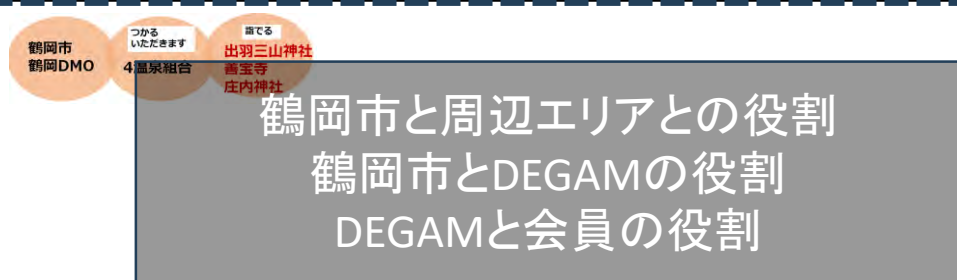 鶴岡市
鶴岡DMO
つかる
いただきます
4温泉組合
詣でる
出羽三山神社
善宝寺
庄内神社
鶴岡市と周辺エリアとの役割
鶴岡市とDEGAMの役割
DEGAMと会員の役割